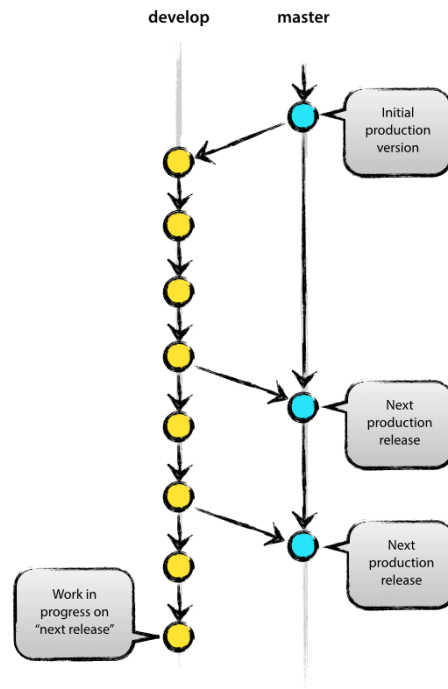 develop
master
Initial
production
version
Next
production
release
Next
production
release
Work in
progress on
“next release”